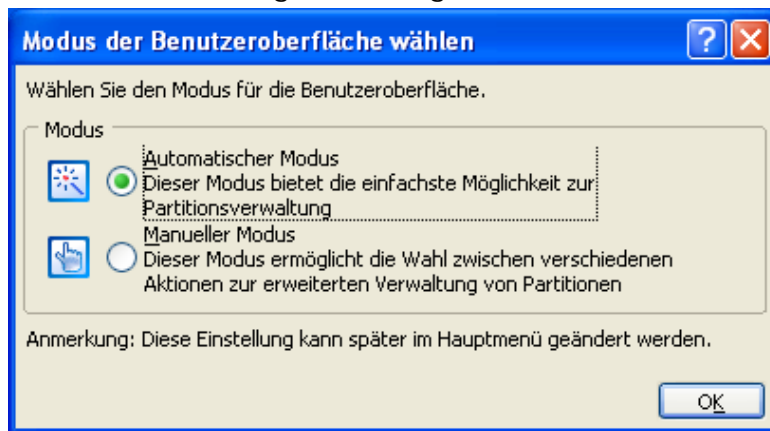 Modus der Benutzeroberfläche wählen
Wählen Sie den Modus für die Benutzeroberfläche.
Modus
Automatischer Modus
Dieser Modus bietet die einfachste Möglichkeit zur
Partitionsverwaltung
Manueller Modus
Dieser Modus ermöglicht die Wahl zwischen verschiedenen
Aktionen zur erweiterten Verwaltung von Partitionen
Anmerkung: Diese Einstellung kann später im Hauptmenü geändert werden.
OK